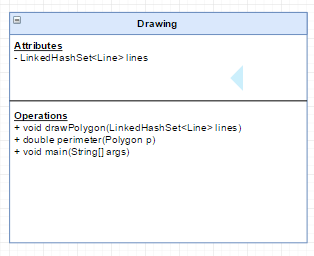 Drawing
Attributes
- LinkedHashSet<Line> lines
Operations
+ void drawPolygon(LinkedHashSet<Line> lines)
+ double perimeter(Polygon p)
+ void main(String[] args)